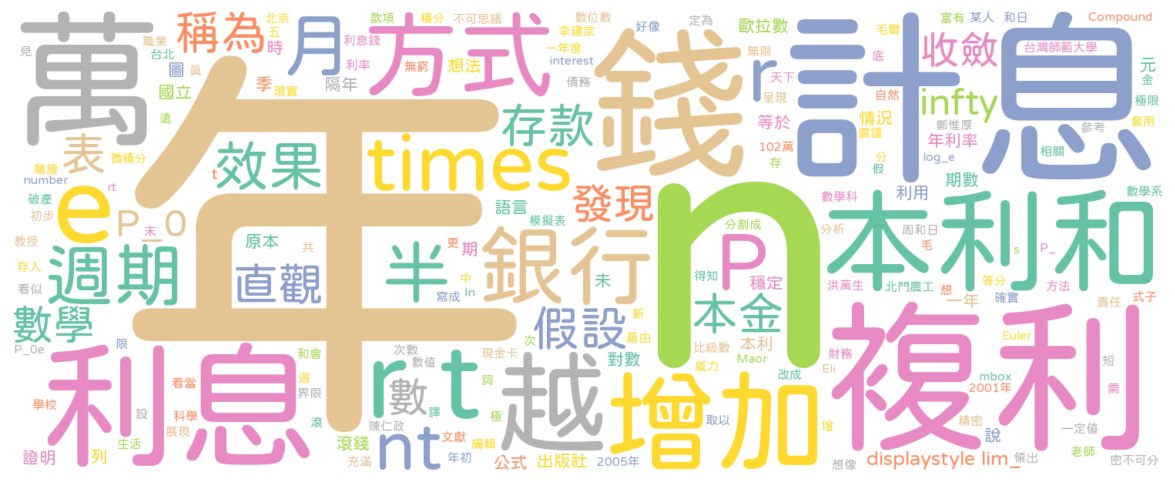 見
職業
台北
國立
遠
萬
稱為
北京
五
時
圖
真
季
現實
月
款項
利息錢
利率
隔年
方式
積分
無窮
不可思議
李建宗
想法
一年度
interest
數位數
債務
好像
錢
定為
歐拉數
無限
r
天下
呈現
等於
102萬
存
計息
毛爾
底
自然
情況
嚴謹
分
假
富有
某人
和日
收斂
infty
鄭惟厚
年利率
log_e
Compound
台灣師範大學
元
金
極限
套用
參考
相關
表
驗證
微積分
number
rt
破產
初步
末
教授
存入
看似
e
P_0
週期
數學
P_0e
效果
t
times
存款
年
原本
共
直觀
半
語言
模擬表
更
期
中
ln
寫成
銀行
未
發現
假設
新
次
藉由
n
分割成
得知
P
穩定
本金
比級數
本利
威力
Maor
改成
利用
期數
數學科
分析
周和日
毛
洪萬生
北門農工
本利和
數學系
s
P_
想
等分
方法
一年
確實
責任
式子
限
利息
學校
證明
列
生活
設
看當
科學
展現
和會
週
界限
滾
滾錢
充滿
rt
次數
數值
數
陳仁政
現金卡
詞
譯
極
nt
年初
文獻
編輯
公式
越
出版社
2005年
對數
增加
取以
增
想像
財務
Eli
複利
displaystyle lim_
Euler
mbox
2001年
短
需
精密
說
領出
一定值
老師
密不可分